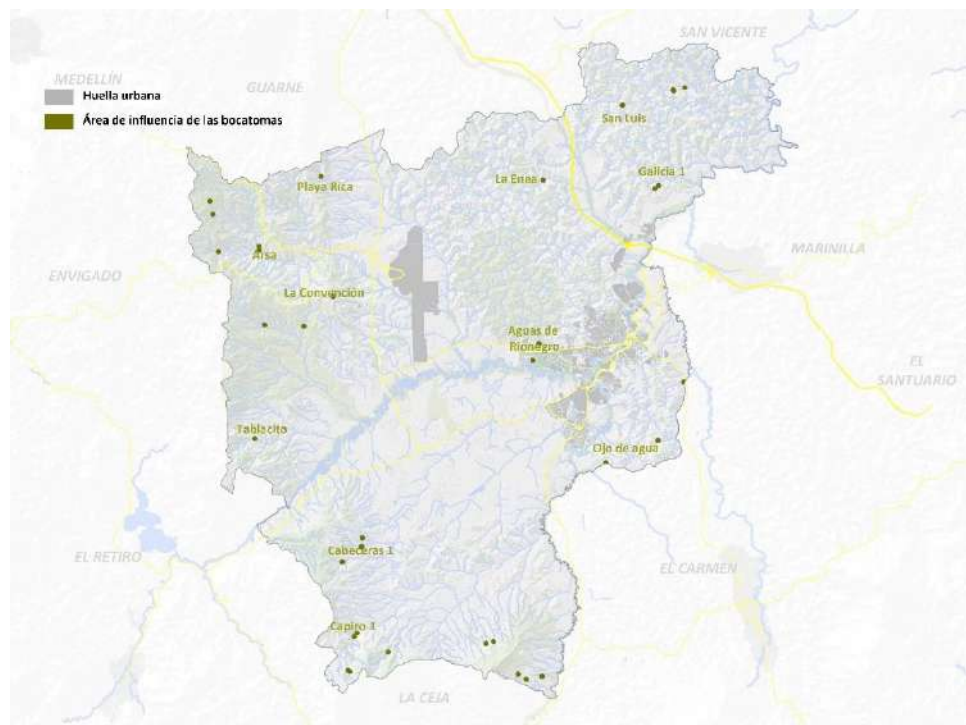 SAN VICENTE
MEDELLÍN
GUARNE
Huella urbana
Área de influencia de las bocatomas
San Luis
Playa Rica
La Enea
Galicia 1
MARINILLA
Arsa
ENVIGADO
La Convención
Aguas de
Rionegro
EL
SANTUARIO
Tablacito
Ojo de agua
Cabeceras 1
EL RETIRO
EL CARMEN
Capiro 1
LA CEJA